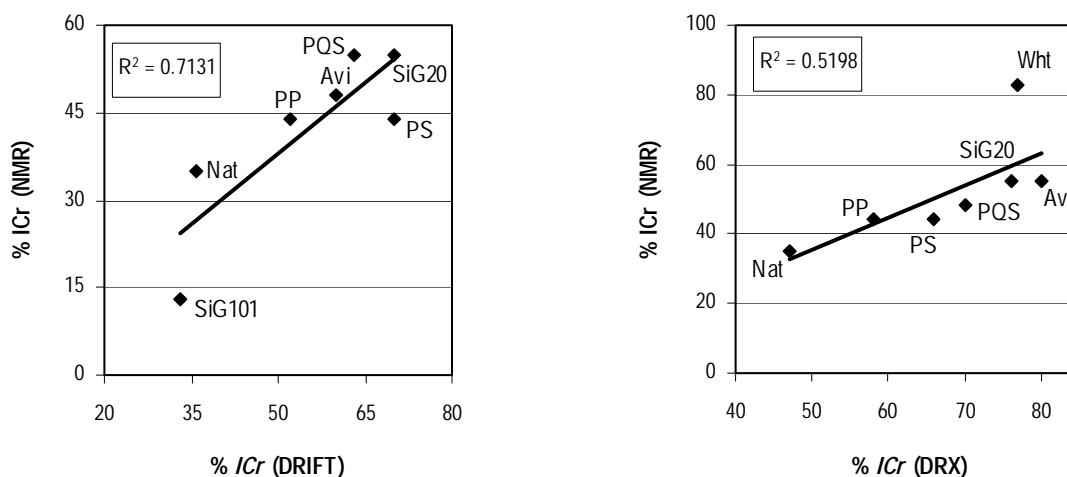 60
45
30
15
0
% ICr (NMR)
R² = 0.7131
PQS
Avi
SiG20
PP
PS
Nat
SiG101
20
35
50
65
80
% ICr (DRIFT)
100
80
60
40
20
0
% ICr (NMR)
R² = 0.5198
Wht
SiG20
PP
PQS
Av
PS
Nat
40
50
60
70
80
% ICr (DRX)